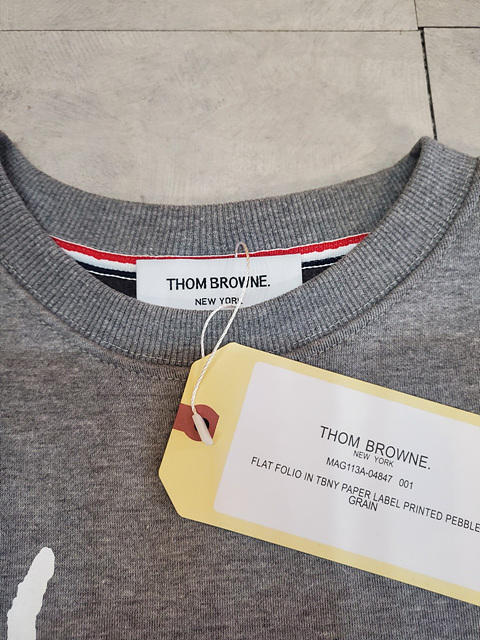 THOM BROWNE.
NEW YORK
THOM BROWNE.
NEW YORK
MAG113A-04847 001
FLAT FOLIO IN TBNY PAPER LABEL PRINTED PEBBLE
GRAIN